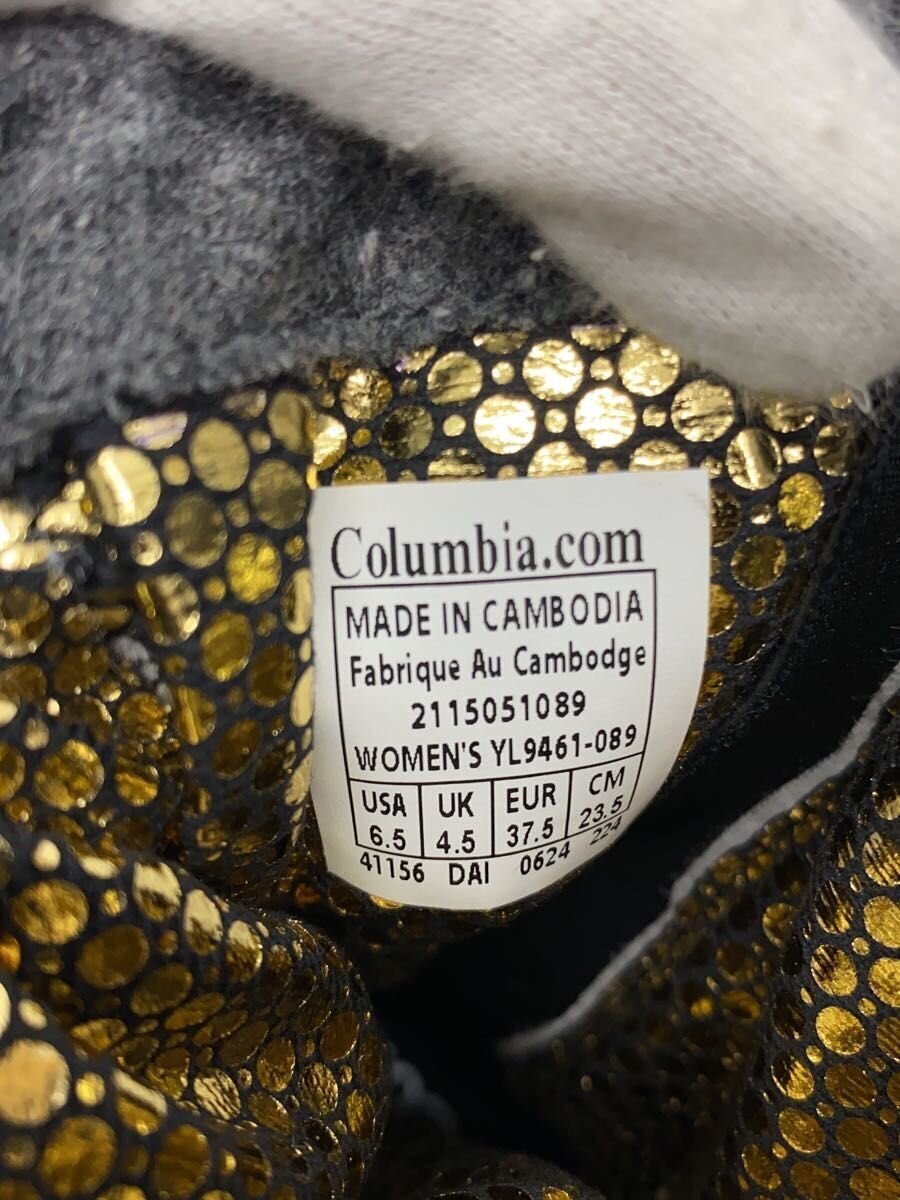 Columbia.com
MADE IN CAMBODIA
Fabrique Au Cambodge
2115051089
WOMEN'S YL9461-089
USA UK EUR CM
6.5 4.5 37.5 23.5
41156 DAI 0624 224